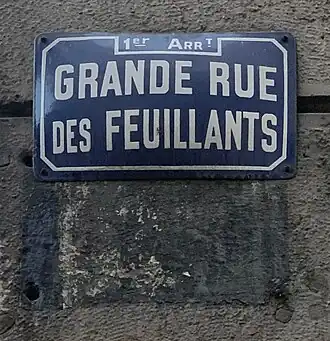 1er ARRT
GRANDE RUE
DES FEUILLANTS